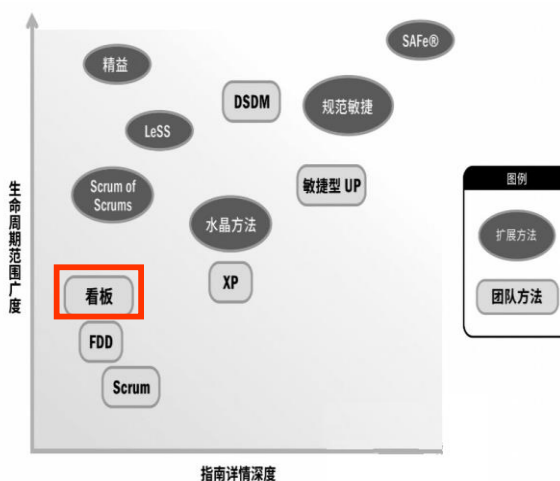 SAFe®
精益
DSDM
规范敏捷
LeSS
Scrum of
Scrums
敏捷型 UP
水晶方法
XP
看板
FDD
Scrum
生命周期范围广度
指南详情深度
图例
扩展方法
团队方法